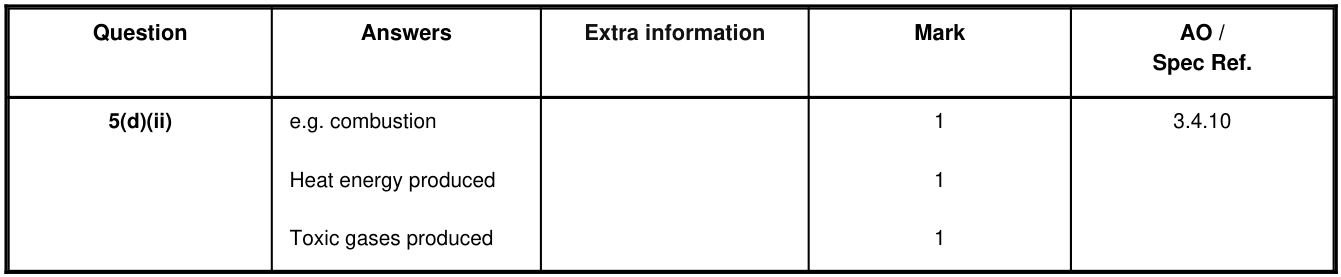 Question Answers Extra information Mark AO /
Spec Ref.
5(d)(ii) e.g. combustion 1 3.4.10
Heat energy produced 1
Toxic gases produced 1